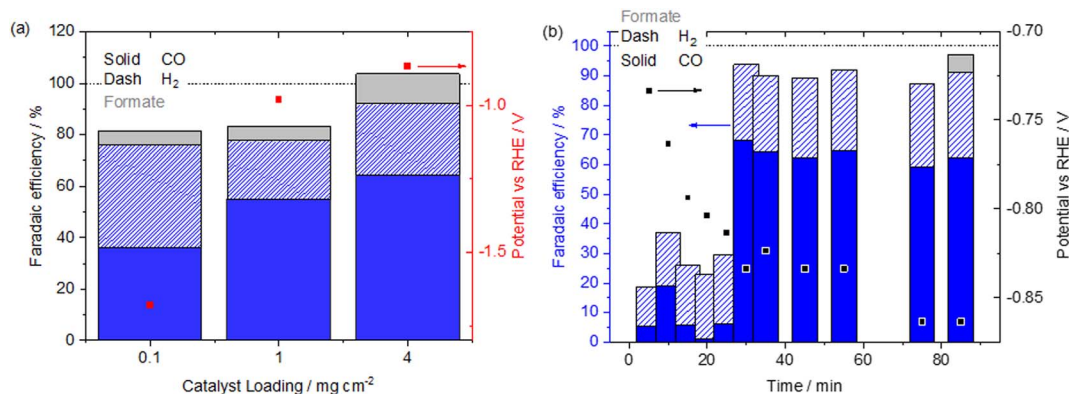 (a)
120
100
80
60
40
20
0
Faradaic efficiency / %
Solid CO
Dash H₂
Formate
-1.0
-1.5
Potential vs RHE / V
0.1 1 4
Catalyst Loading / mg cm⁻²
(b)
Formate
Dash H₂
Solid CO
100
90
80
70
60
50
40
30
20
10
0
Faradaic efficiency / %
-0.70
-0.75
-0.80
-0.85
Potential vs RHE / V
0 20 40 60 80
Time / min